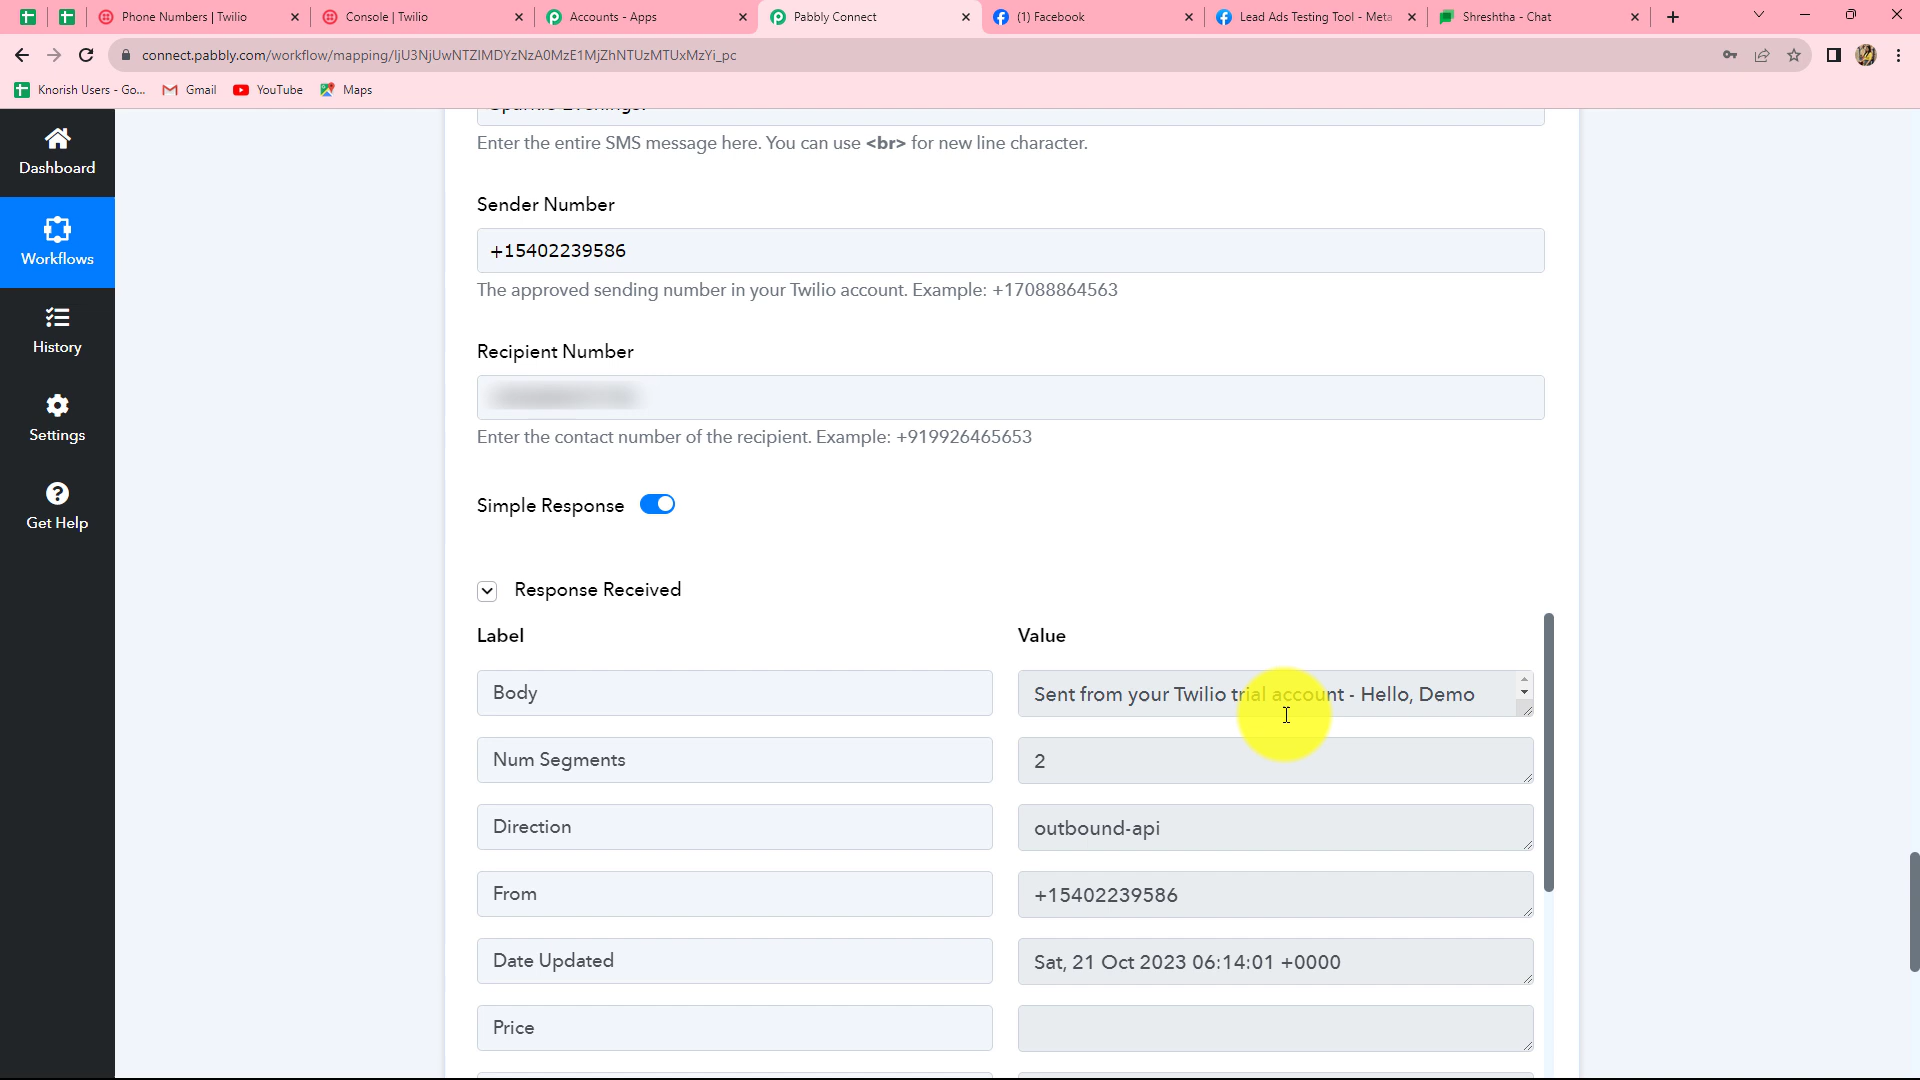 Phone Numbers | Twilio
Console | Twilio
Accounts - Apps
Pabbly Connect
(1) Facebook
Lead Ads Testing Tool - Meta
Shreshtha - Chat
connect.pabbly.com/workflow/mapping/IjU3NjUwNTZlMDYzNzA0MzE1MjZhNTUzMTUxMzYi_pc
Knorish Users - Go...
Gmail
YouTube
Maps
Dashboard
Workflows
History
Settings
Get Help
Enter the entire SMS message here. You can use <br> for new line character.
Sender Number
+15402239586
The approved sending number in your Twilio account. Example: +17088864563
Recipient Number
Enter the contact number of the recipient. Example: +919926465653
Simple Response
Response Received
Label Value
Body Sent from your Twilio trial account - Hello, Demo
Num Segments 2
Direction outbound-api
From +15402239586
Date Updated Sat, 21 Oct 2023 06:14:01 +0000
Price